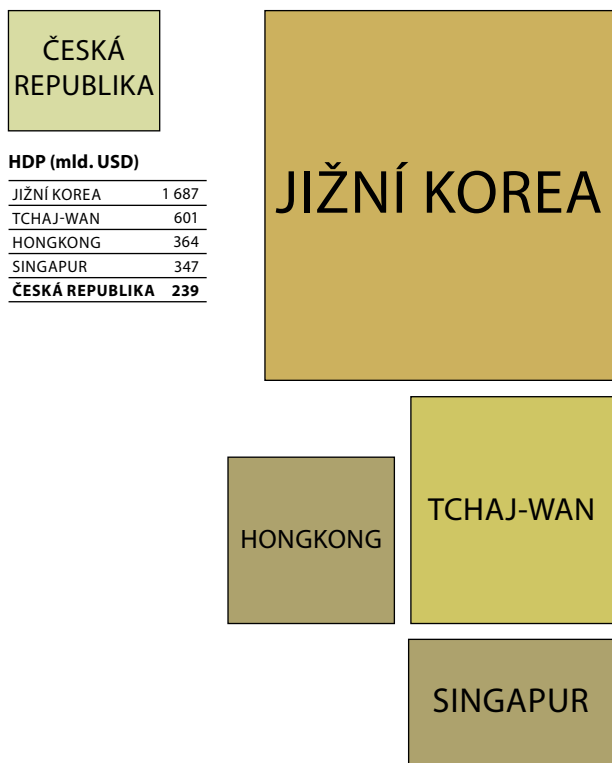 ČESKÁ
REPUBLIKA
HDP (mld. USD)
JIŽNÍ KOREA 1 687
TCHAJ-WAN 601
HONGKONG 364
SINGAPUR 347
ČESKÁ REPUBLIKA 239
JIŽNÍ KOREA
TCHAJ-WAN
HONGKONG
SINGAPUR